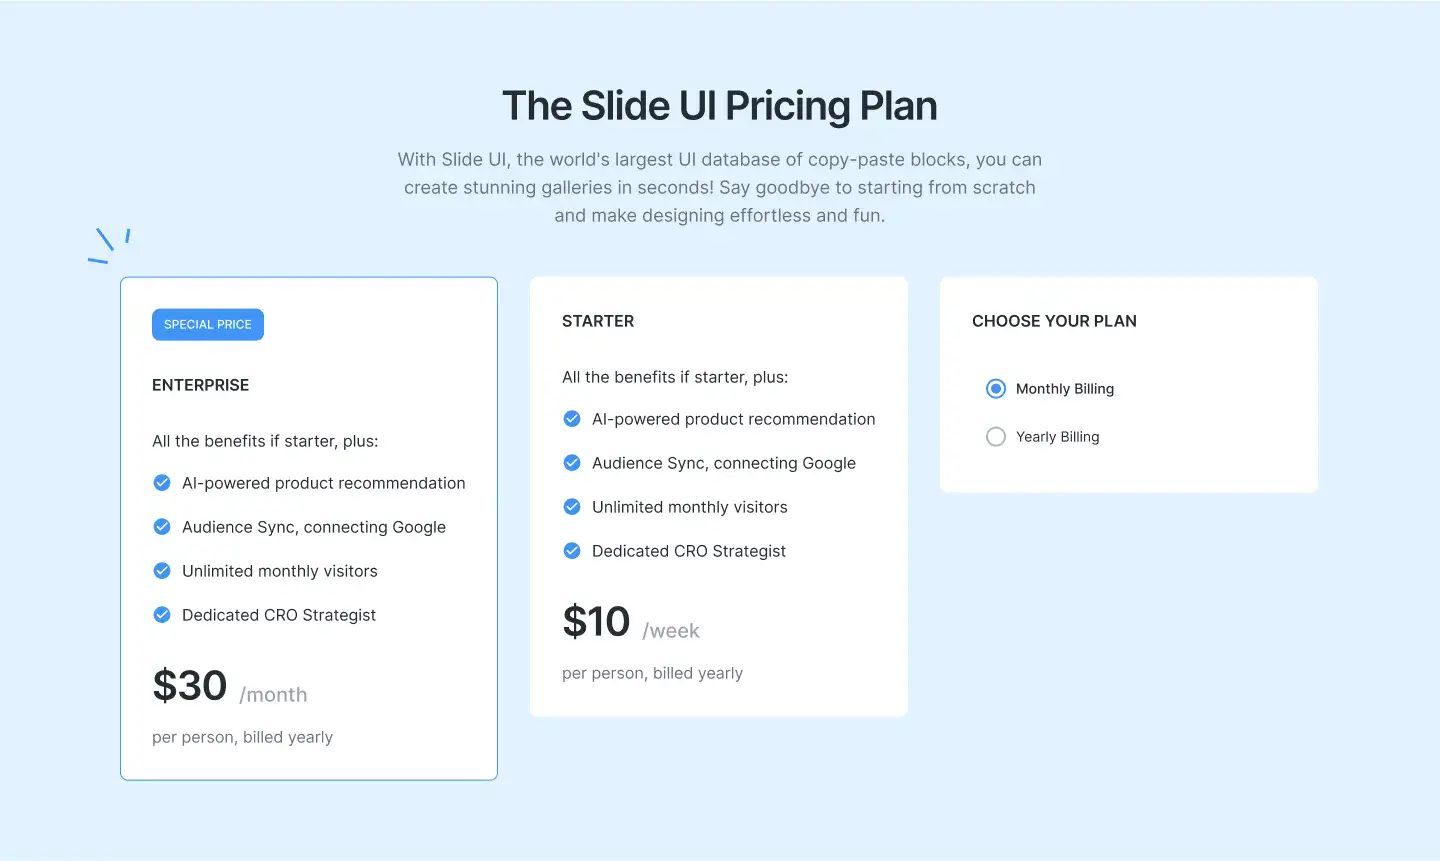 The Slide UI Pricing Plan
With Slide UI, the world's largest UI database of copy-paste blocks, you can
create stunning galleries in seconds! Say goodbye to starting from scratch
and make designing effortless and fun.
SPECIAL PRICE
ENTERPRISE
All the benefits if starter, plus:
AI-powered product recommendation
Audience Sync, connecting Google
Unlimited monthly visitors
Dedicated CRO Strategist
$30 /month
per person, billed yearly
STARTER
All the benefits if starter, plus:
AI-powered product recommendation
Audience Sync, connecting Google
Unlimited monthly visitors
Dedicated CRO Strategist
$10 /week
per person, billed yearly
CHOOSE YOUR PLAN
Monthly Billing
Yearly Billing